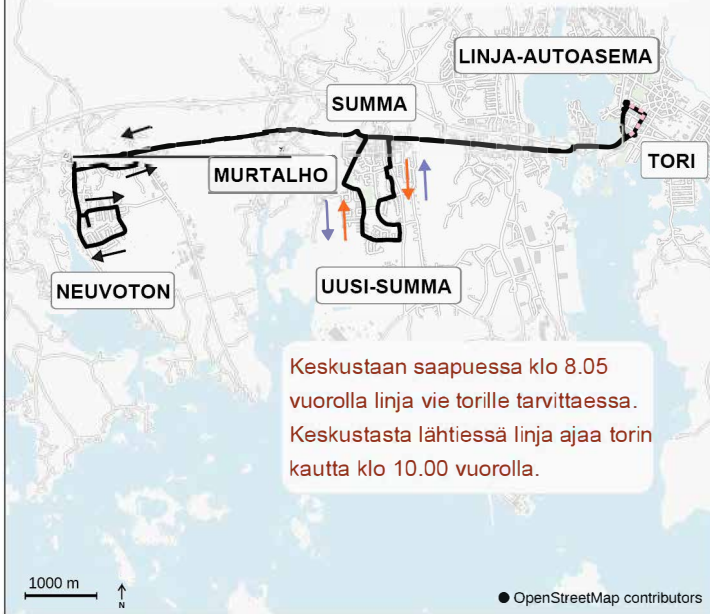 LINJA-AUTOASEMA
SUMMA
TORI
MURTALHO
NEUVOTON
UUSI-SUMMA
Keskustaan saapuessa klo 8.05
vuorolla linja vie torille tarvittaessa.
Keskustasta lähtiessä linja ajaa torin
kautta klo 10.00 vuorolla.
1000 m
N
OpenStreetMap contributors